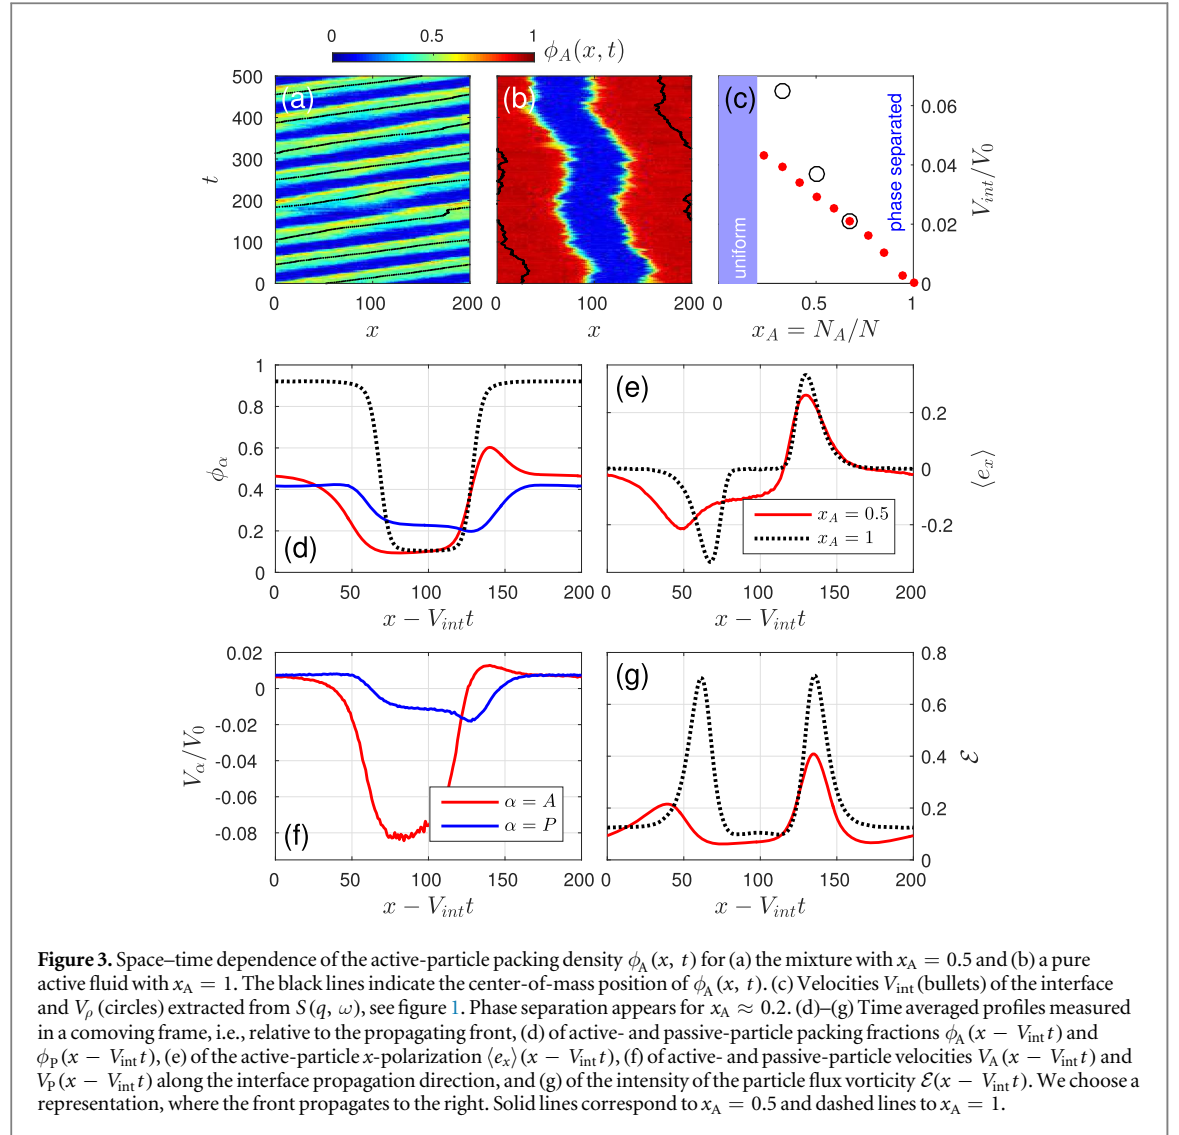 0 0.5 1 ϕ_A(x, t)
(a) (b) (c)
500
400
300
200
100
0
t
0 100 200
x
0 100 200
x
uniform
phase separated
0.06
0.04
0.02
0
V_int/V_0
0 0.5 1
x_A = N_A/N
1
0.8
0.6
0.4
0.2
0
ϕ_α
(d)
0 50 100 150 200
x − V_int t
(e)
0.2
0
-0.2
⟨e_x⟩
x_A = 0.5
x_A = 1
0 50 100 150 200
x − V_int t
0.02
0
-0.02
-0.04
-0.06
-0.08
V_α/V_0
(f)
α = A
α = P
0 50 100 150 200
x − V_int t
(g)
0.8
0.6
0.4
0.2
0
ℰ
0 50 100 150 200
x − V_int t
Figure 3. Space–time dependence of the active-particle packing density ϕ_A(x, t) for (a) the mixture with x_A = 0.5 and (b) a pure
active fluid with x_A = 1. The black lines indicate the center-of-mass position of ϕ_A(x, t). (c) Velocities V_int (bullets) of the interface
and V_ρ (circles) extracted from S(q, ω), see figure 1. Phase separation appears for x_A ≈ 0.2. (d)–(g) Time averaged profiles measured
in a comoving frame, i.e., relative to the propagating front, (d) of active- and passive-particle packing fractions ϕ_A(x − V_int t) and
ϕ_P(x − V_int t), (e) of the active-particle x-polarization ⟨e_x⟩(x − V_int t), (f) of active- and passive-particle velocities V_A(x − V_int t) and
V_P(x − V_int t) along the interface propagation direction, and (g) of the intensity of the particle flux vorticity ℰ(x − V_int t). We choose a
representation, where the front propagates to the right. Solid lines correspond to x_A = 0.5 and dashed lines to x_A = 1.